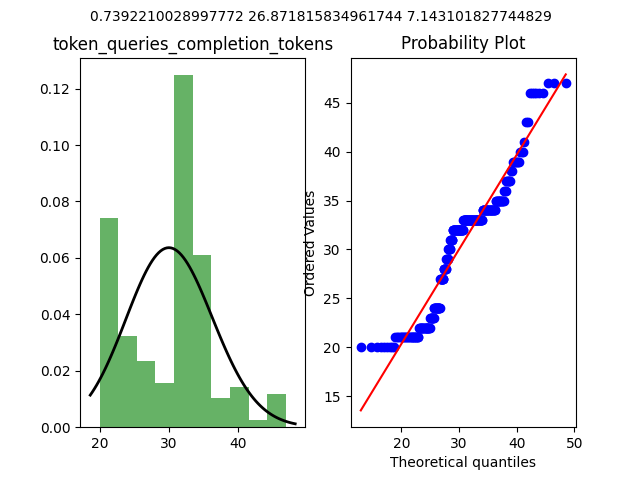 0.7392210028997772 26.871815834961744 7.143101827744829
token_queries_completion_tokens
Probability Plot
0.12
0.10
0.08
0.06
0.04
0.02
0.00
20 30 40
Ordered Values
45
40
35
30
25
20
15
20 30 40 50
Theoretical quantiles